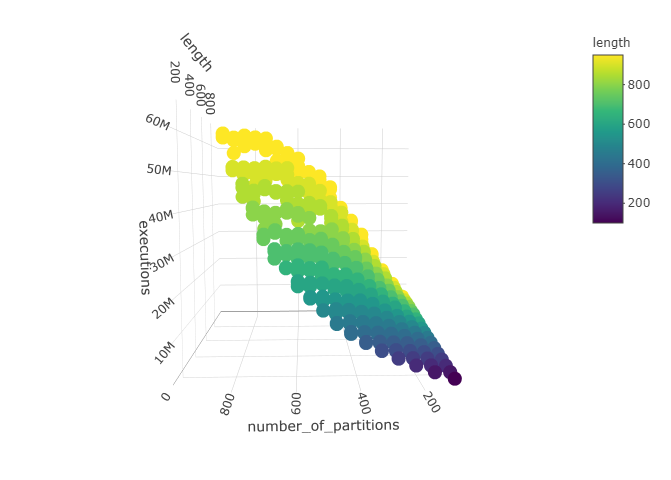 length
200
400
600
800
60M
50M
40M
30M
20M
10M
0
executions
800
600
400
200
number_of_partitions
length
800
600
400
200